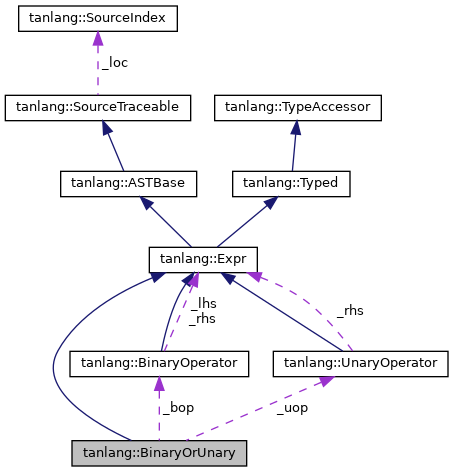 tanlang::SourceIndex
_loc
tanlang::SourceTraceable
tanlang::TypeAccessor
tanlang::ASTBase
tanlang::Typed
tanlang::Expr
_lhs
_rhs
_rhs
tanlang::BinaryOperator
tanlang::UnaryOperator
_bop
_uop
tanlang::BinaryOrUnary